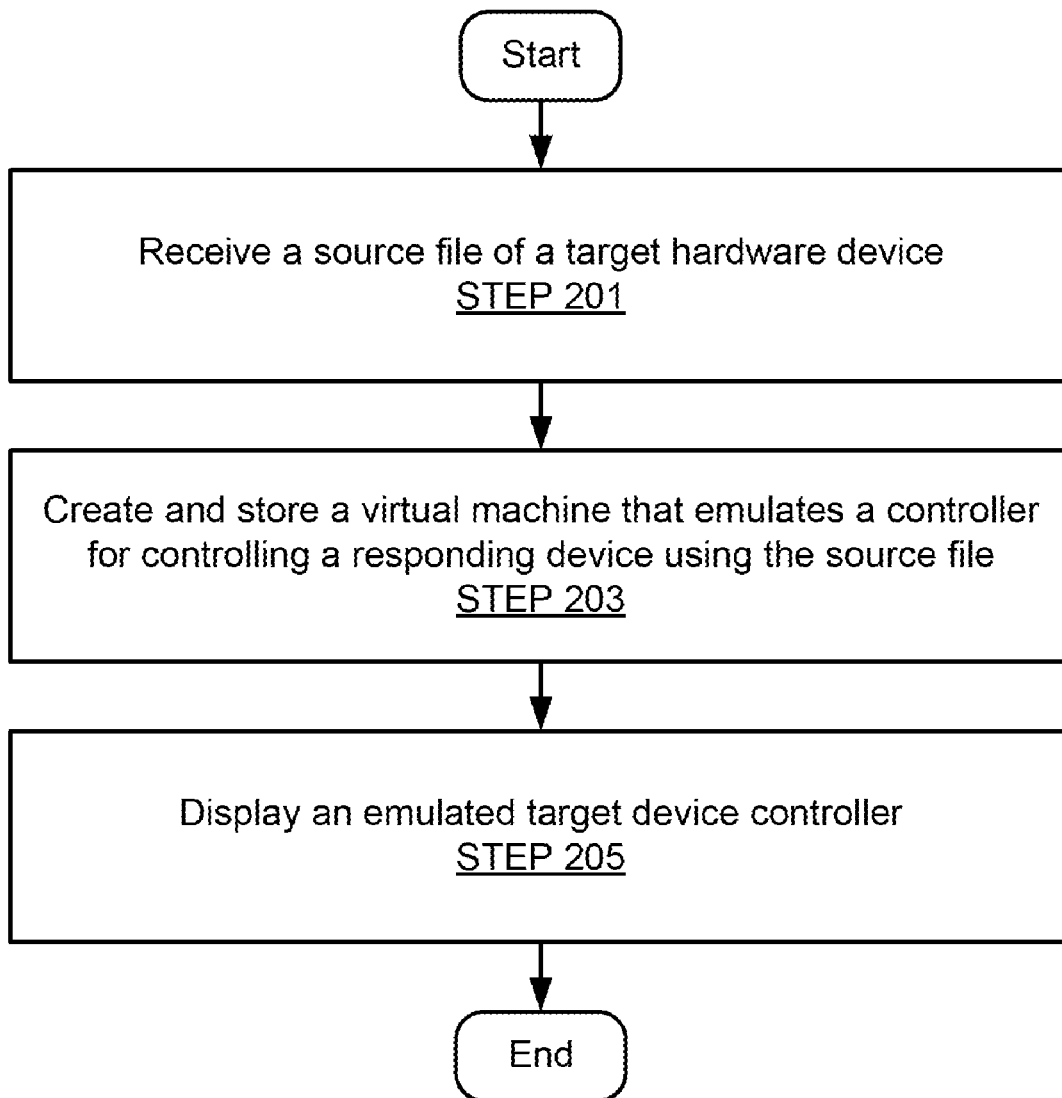 Start
Receive a source file of a target hardware device
STEP 201
Create and store a virtual machine that emulates a controller
for controlling a responding device using the source file
STEP 203
Display an emulated target device controller
STEP 205
End